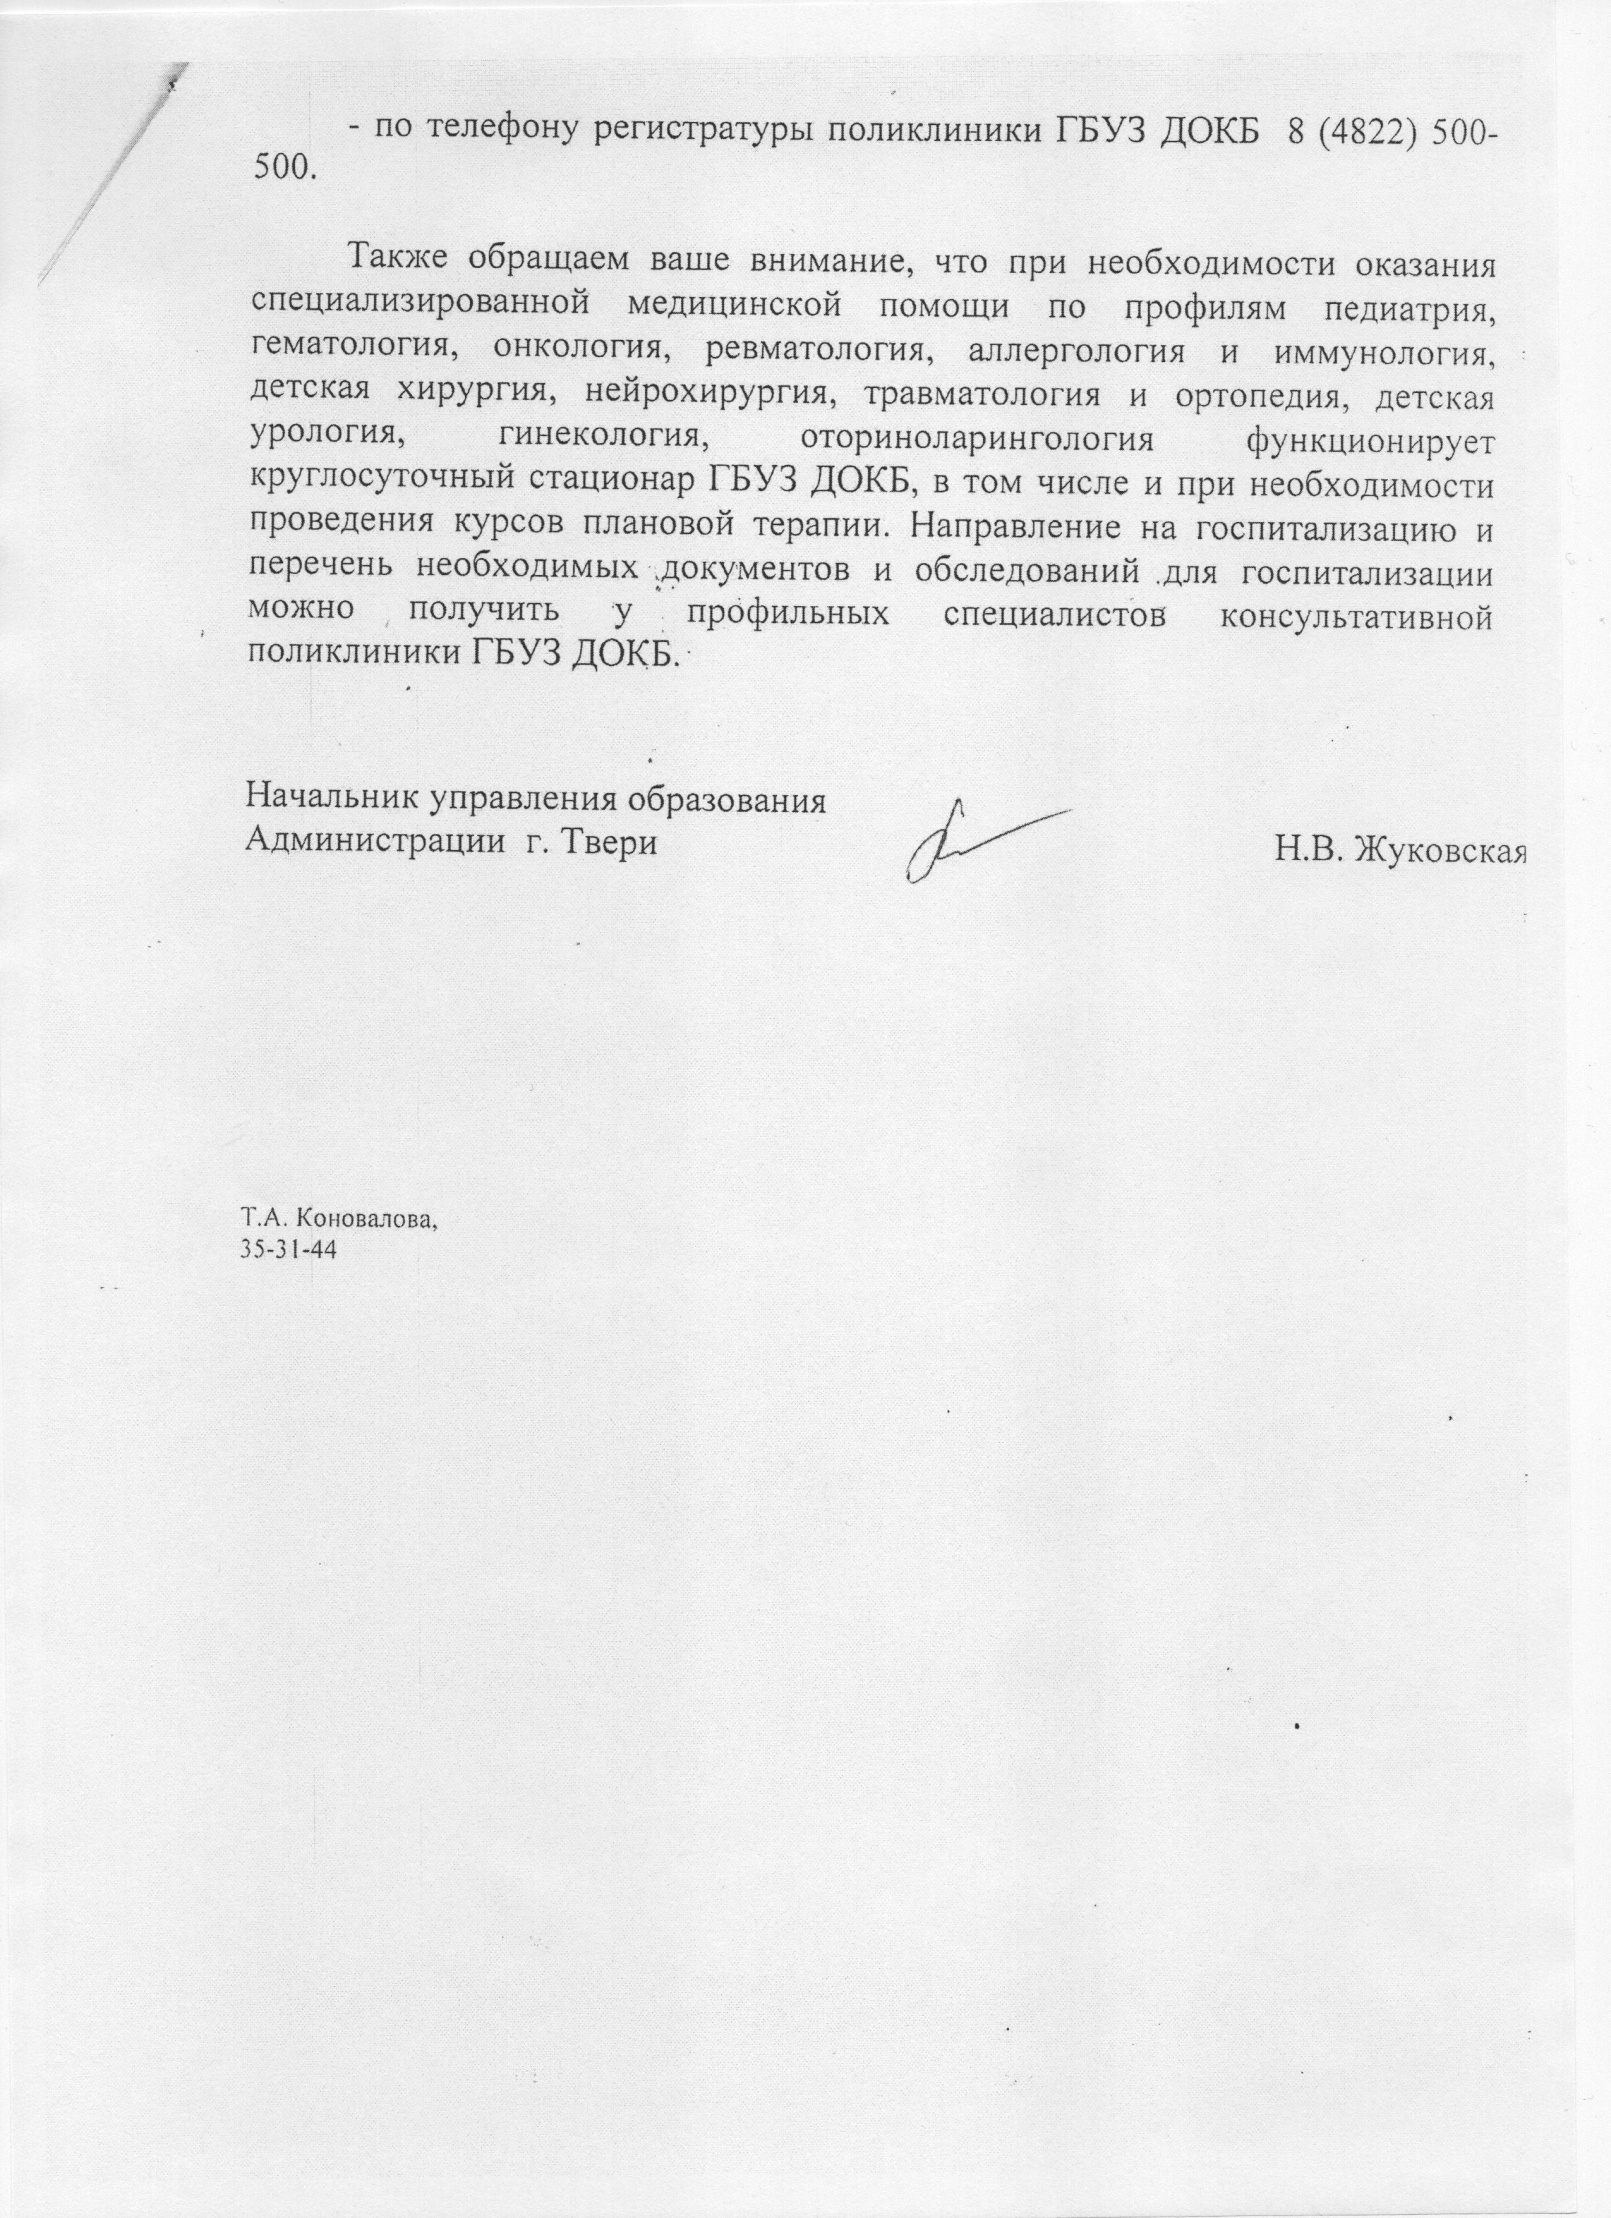 - по телефону регистратуры поликлиники ГБУЗ ДОКБ 8 (4822) 500-
500.
Также обращаем ваше внимание, что при необходимости оказания
специализированной медицинской помощи по профилям педиатрия,
гематология, онкология, ревматология, аллергология и иммунология,
детская хирургия, нейрохирургия, травматология и ортопедия, детская
урология, гинекология, оториноларингология функционирует
круглосуточный стационар ГБУЗ ДОКБ, в том числе и при необходимости
проведения курсов плановой терапии. Направление на госпитализацию и
перечень необходимых документов и обследований для госпитализации
можно получить у профильных специалистов консультативной
поликлиники ГБУЗ ДОКБ.
Начальник управления образования
Администрации г. Твери
Н.В. Жуковская
Т.А. Коновалова,
35-31-44